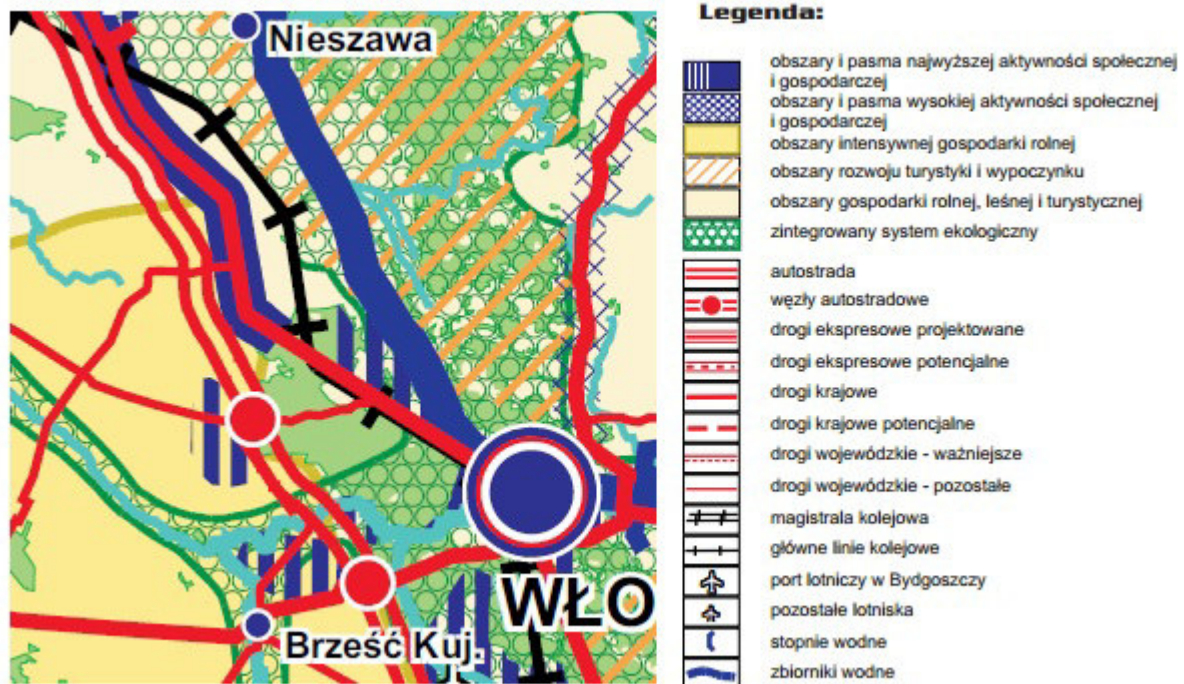 Nieszawa
WŁO
Brześć Kuj.
Legenda:
obszary i pasma najwyższej aktywności społecznej
i gospodarczej
obszary i pasma wysokiej aktywności społecznej
i gospodarczej
obszary intensywnej gospodarki rolnej
obszary rozwoju turystyki i wypoczynku
obszary gospodarki rolnej, leśnej i turystycznej
zintegrowany system ekologiczny
autostrada
węzły autostradowe
drogi ekspresowe projektowane
drogi ekspresowe potencjalne
drogi krajowe
drogi krajowe potencjalne
drogi wojewódzkie - ważniejsze
drogi wojewódzkie - pozostałe
magistrala kolejowa
główne linie kolejowe
port lotniczy w Bydgoszczy
pozostałe lotniska
stopnie wodne
zbiorniki wodne